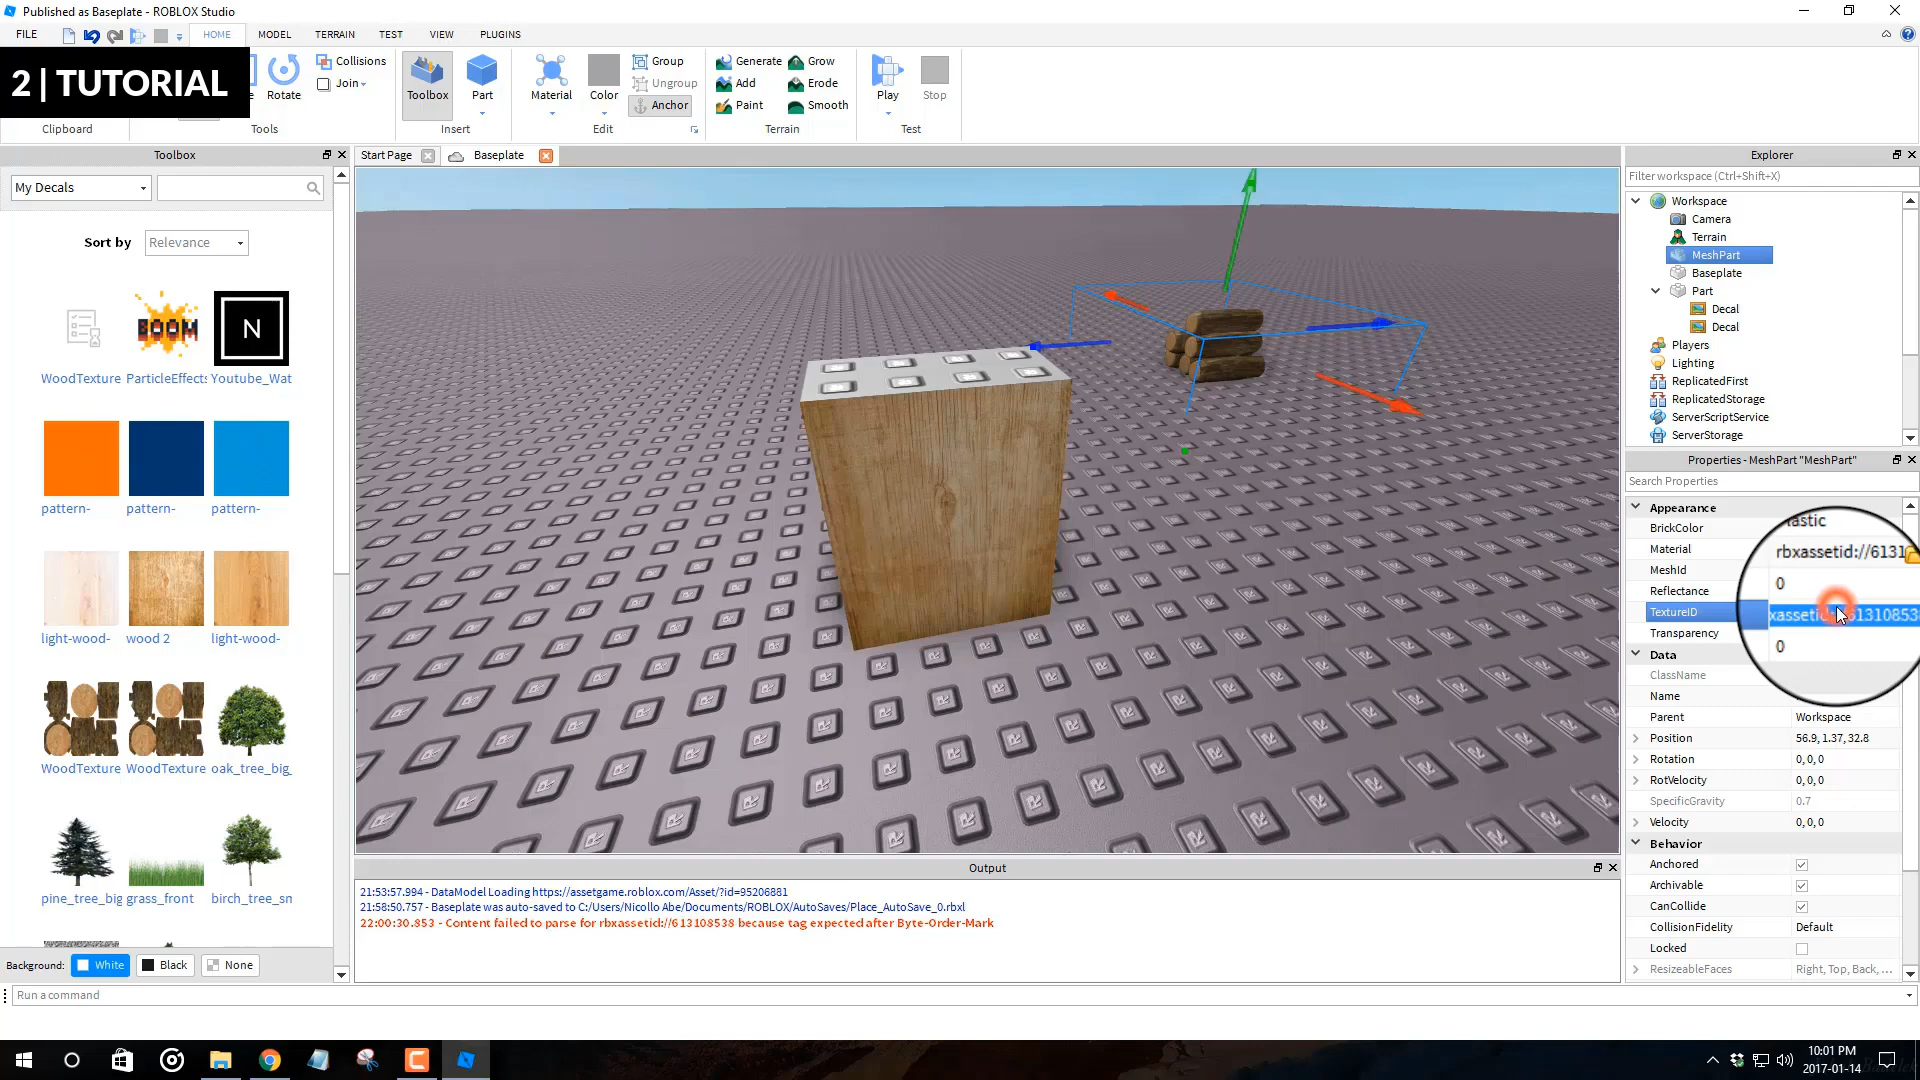 Published as Baseplate - ROBLOX Studio
FILE
HOME
MODEL
TERRAIN
TEST
VIEW
PLUGINS
2 | TUTORIAL
Rotate
Collisions
Join
Toolbox
Part
Material
Color
Group
Ungroup
Anchor
Generate
Grow
Add
Erode
Paint
Smooth
Play
Stop
Clipboard
Tools
Insert
Edit
Terrain
Test
Toolbox
My Decals
Sort by
Relevance
BOOM
N
WoodTexture
ParticleEffects
Youtube_Wat
pattern-
pattern-
pattern-
light-wood-
wood 2
light-wood-
WoodTexture
WoodTexture
oak_tree_big_
pine_tree_big
grass_front
birch_tree_sm
Background:
White
Black
None
Start Page
Baseplate
Output
21:53:57.994 - DataModel Loading https://assetgame.roblox.com/Asset/?id=95206881
21:58:50.757 - Baseplate was auto-saved to C:/Users/Nicollo Abe/Documents/ROBLOX/AutoSaves/Place_AutoSave_0.rbxl
22:00:30.853 - Content failed to parse for rbxassetid://613108538 because tag expected after Byte-Order-Mark
Run a command
Explorer
Filter workspace (Ctrl+Shift+X)
Workspace
Camera
Terrain
MeshPart
Baseplate
Part
Decal
Decal
Players
Lighting
ReplicatedFirst
ReplicatedStorage
ServerScriptService
ServerStorage
Properties - MeshPart "MeshPart"
Search Properties
Appearance
BrickColor
Material
lastic
MeshId
rbxassetid://6131
Reflectance
0
TextureID
xassetid://613108538
Transparency
0
Data
ClassName
Name
Parent
Workspace
Position
56.9, 1.37, 32.8
Rotation
0, 0, 0
RotVelocity
0, 0, 0
SpecificGravity
0.7
Velocity
0, 0, 0
Behavior
Anchored
Archivable
CanCollide
CollisionFidelity
Default
Locked
ResizeableFaces
Right, Top, Back, ...
10:01 PM
2017-01-14